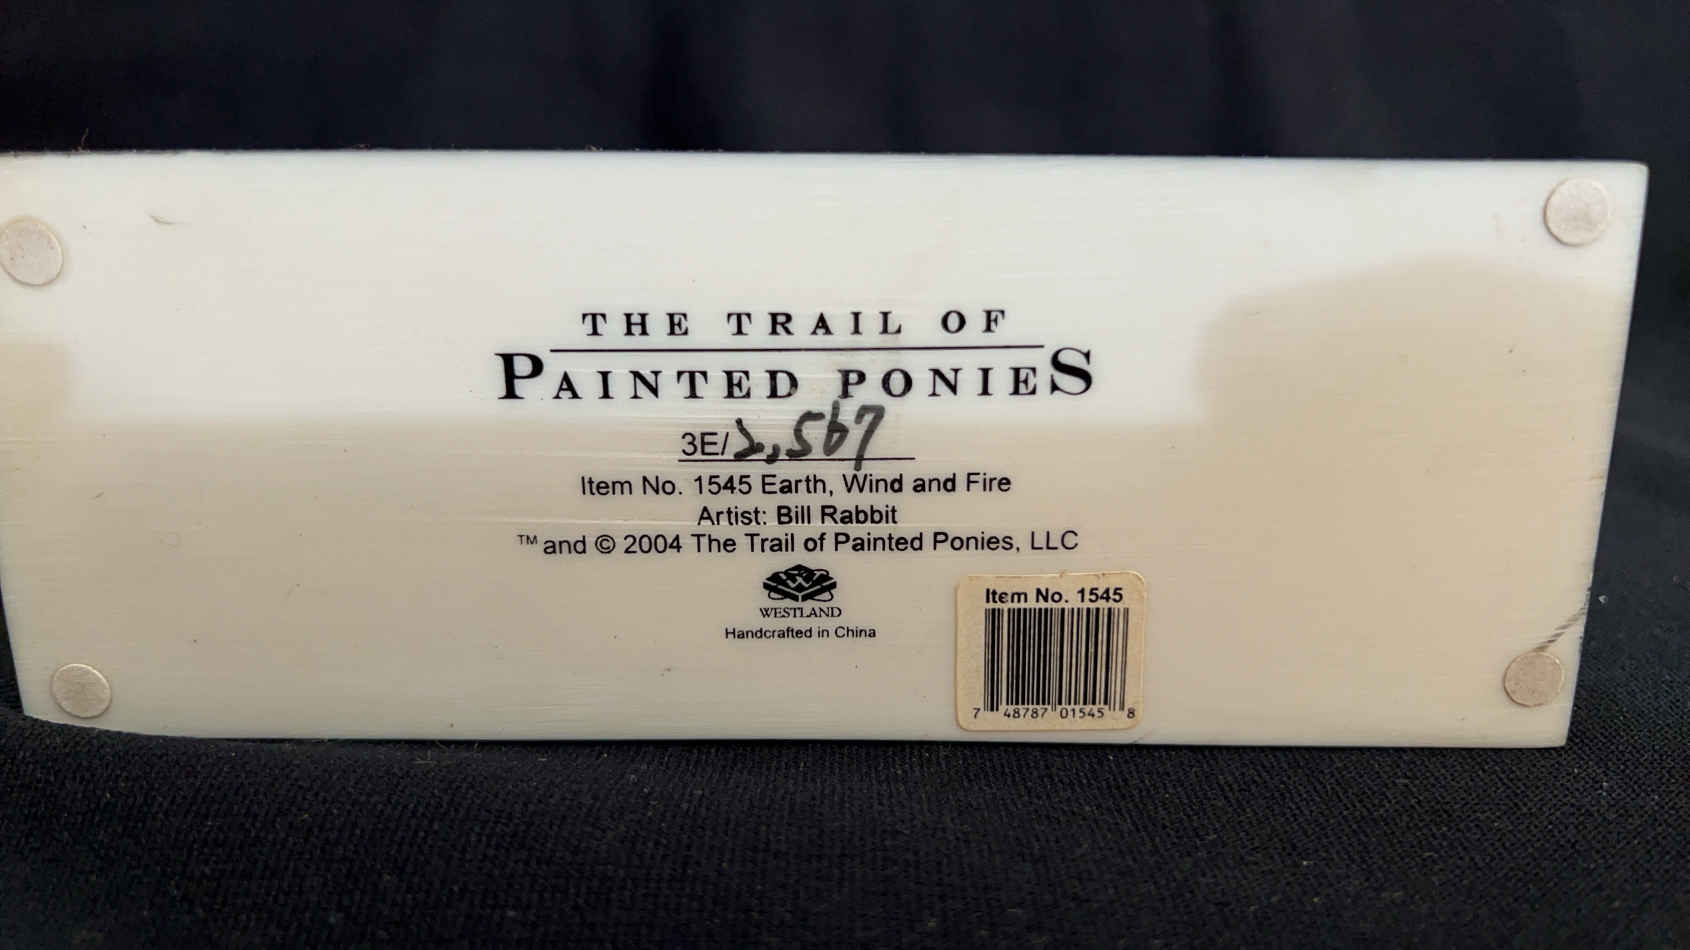 THE TRAIL OF
PAINTED PONIES
3E/2,567
Item No. 1545 Earth, Wind and Fire
Artist: Bill Rabbit
™ and © 2004 The Trail of Painted Ponies, LLC
WESTLAND
Handcrafted in China
Item No. 1545
7 48787 01545 8